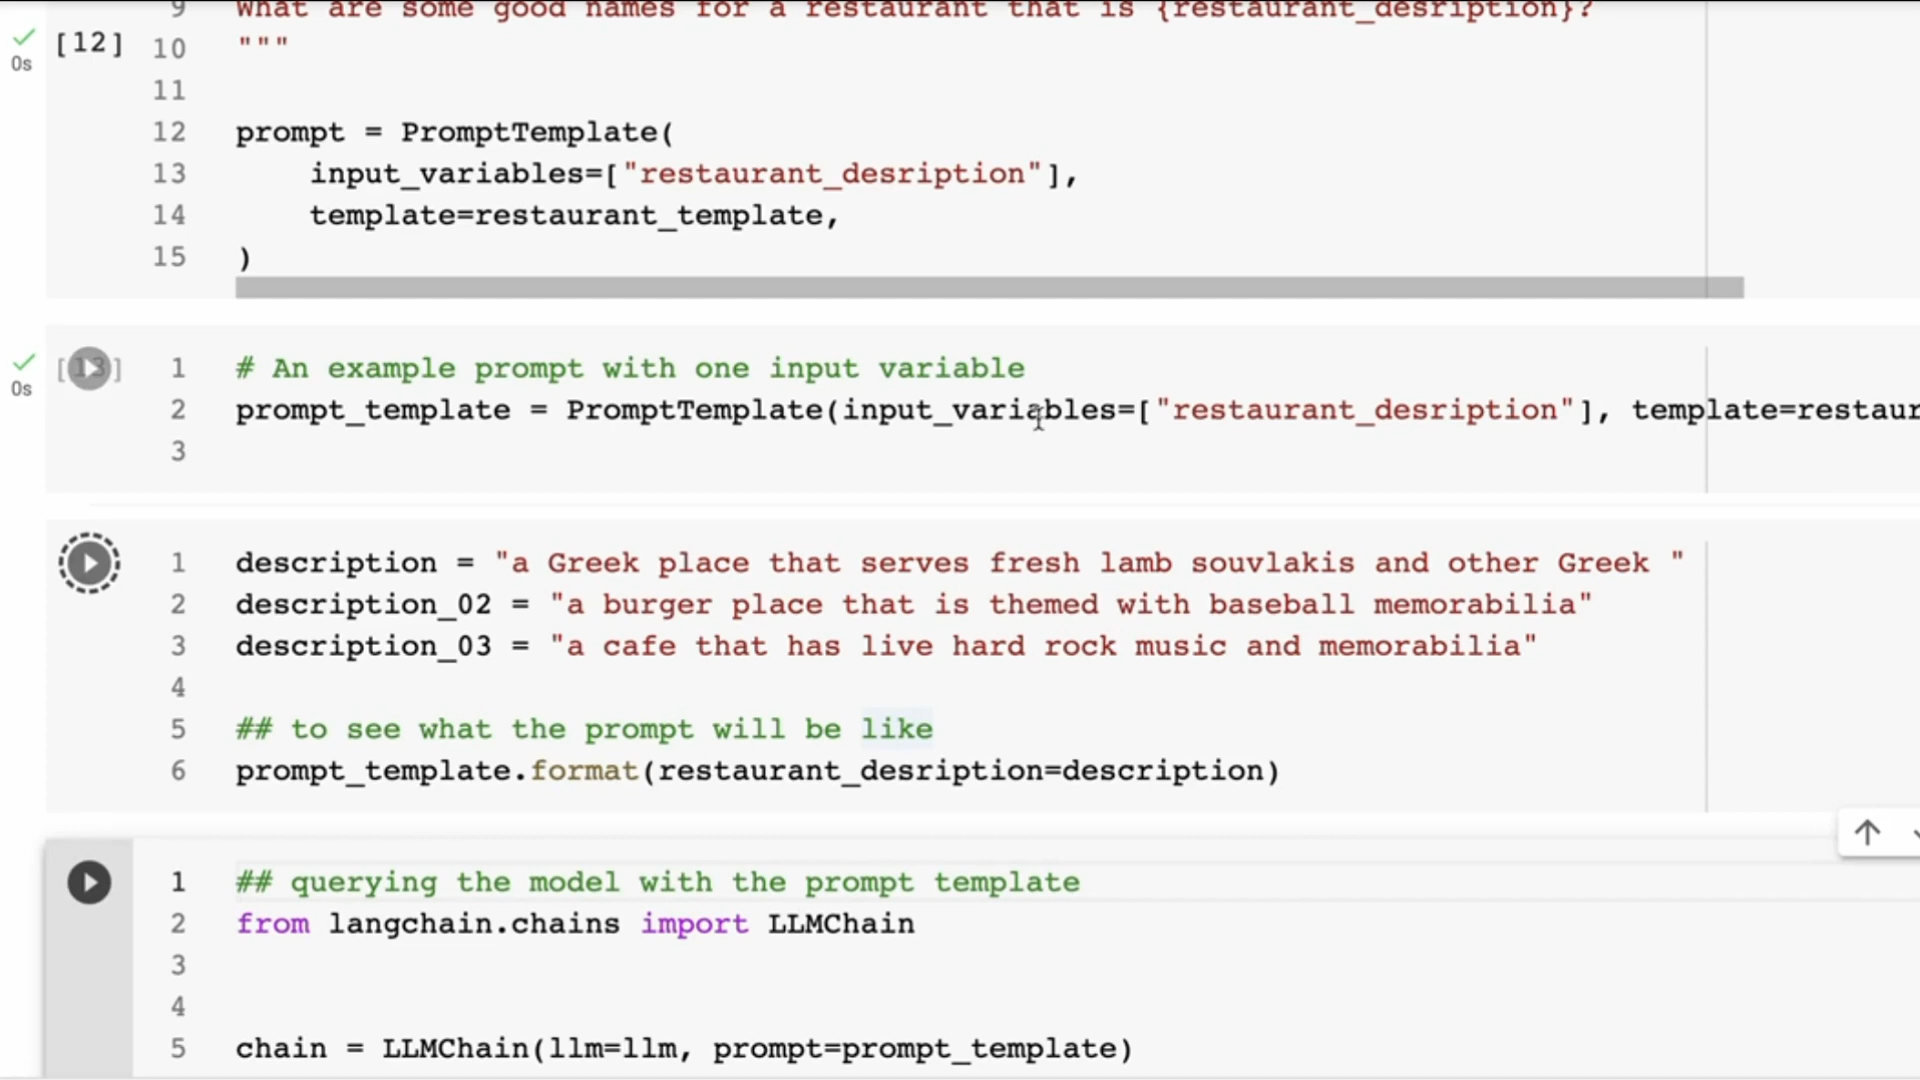 9 What are some good names for a restaurant that is {restaurant_desription}?
[12] 10 """
0s
11
12 prompt = PromptTemplate(
13 input_variables=["restaurant_desription"],
14 template=restaurant_template,
15 )
[13] 1 # An example prompt with one input variable
0s
2 prompt_template = PromptTemplate(input_variables=["restaurant_desription"], template=restaur
3
1 description = "a Greek place that serves fresh lamb souvlakis and other Greek "
2 description_02 = "a burger place that is themed with baseball memorabilia"
3 description_03 = "a cafe that has live hard rock music and memorabilia"
4
5 ## to see what the prompt will be like
6 prompt_template.format(restaurant_desription=description)
1 ## querying the model with the prompt template
2 from langchain.chains import LLMChain
3
4
5 chain = LLMChain(llm=llm, prompt=prompt_template)